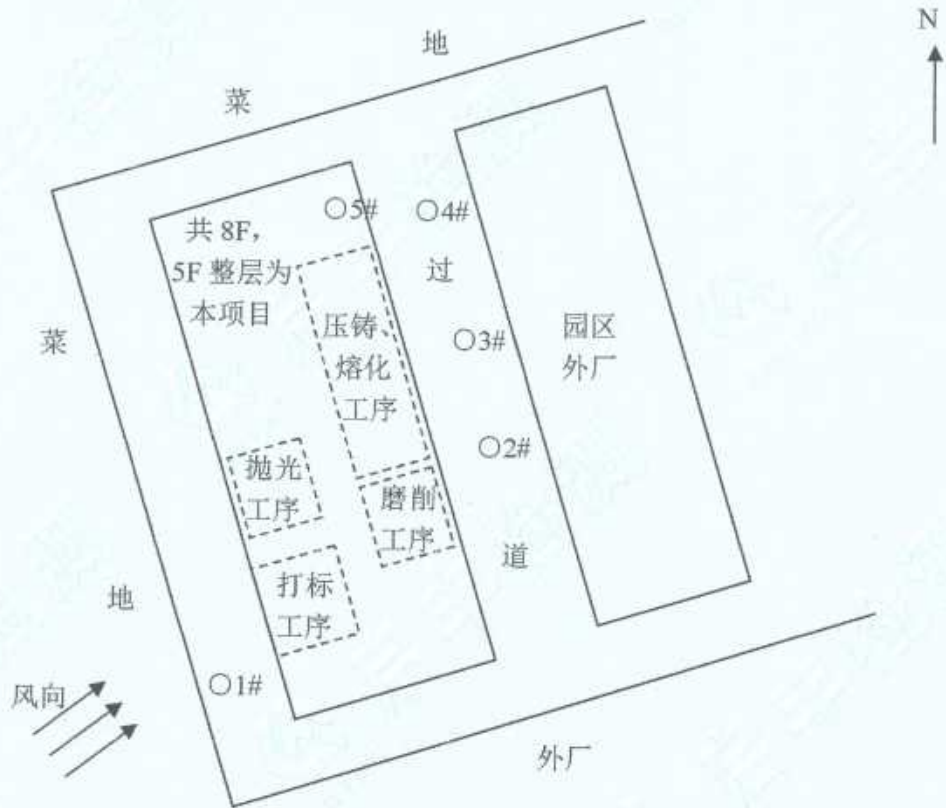 N
地
菜
○5#
○4#
共 8F，
5F 整层为
本项目
过
菜
压铸、
熔化
工序
○3#
园区
外厂
○2#
抛光
工序
磨削
工序
道
打标
工序
地
○1#
风向
外厂